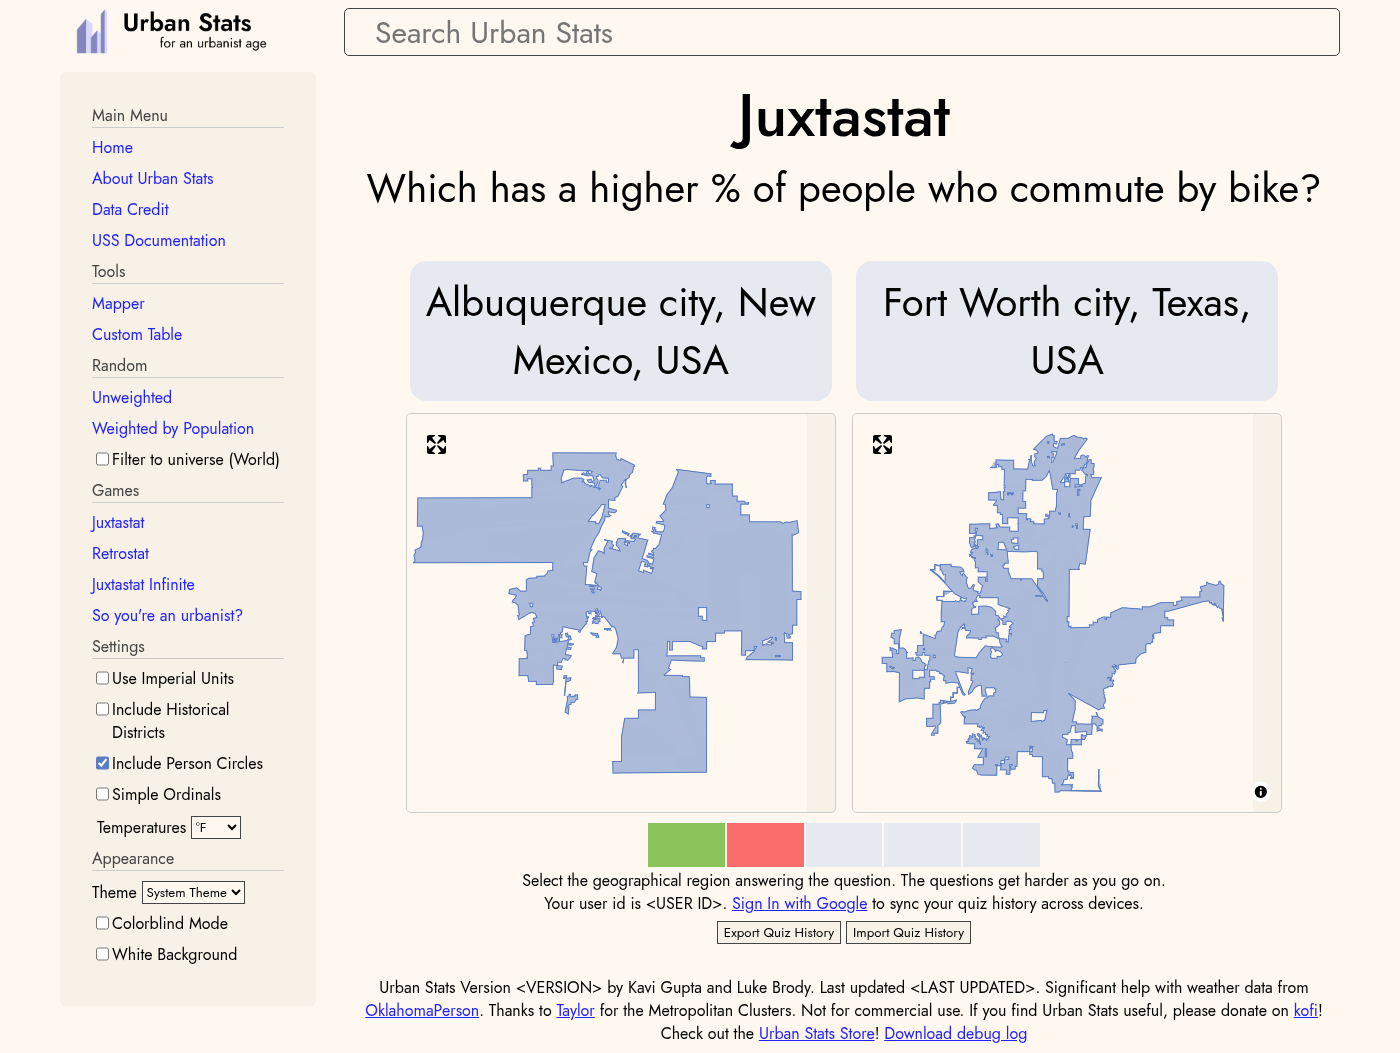 Urban Stats
for an urbanist age
Search Urban Stats
Main Menu
Home
About Urban Stats
Data Credit
USS Documentation
Tools
Mapper
Custom Table
Random
Unweighted
Weighted by Population
Filter to universe (World)
Games
Juxtastat
Retrostat
Juxtastat Infinite
So you're an urbanist?
Settings
Use Imperial Units
Include Historical
Districts
Include Person Circles
Simple Ordinals
Temperatures °F
Appearance
Theme System Theme
Colorblind Mode
White Background
Juxtastat
Which has a higher % of people who commute by bike?
Albuquerque city, New
Mexico, USA
Fort Worth city, Texas,
USA
Select the geographical region answering the question. The questions get harder as you go on.
Your user id is <USER ID>. Sign In with Google to sync your quiz history across devices.
Export Quiz History Import Quiz History
Urban Stats Version <VERSION> by Kavi Gupta and Luke Brody. Last updated <LAST UPDATED>. Significant help with weather data from
OklahomaPerson. Thanks to Taylor for the Metropolitan Clusters. Not for commercial use. If you find Urban Stats useful, please donate on kofi!
Check out the Urban Stats Store! Download debug log